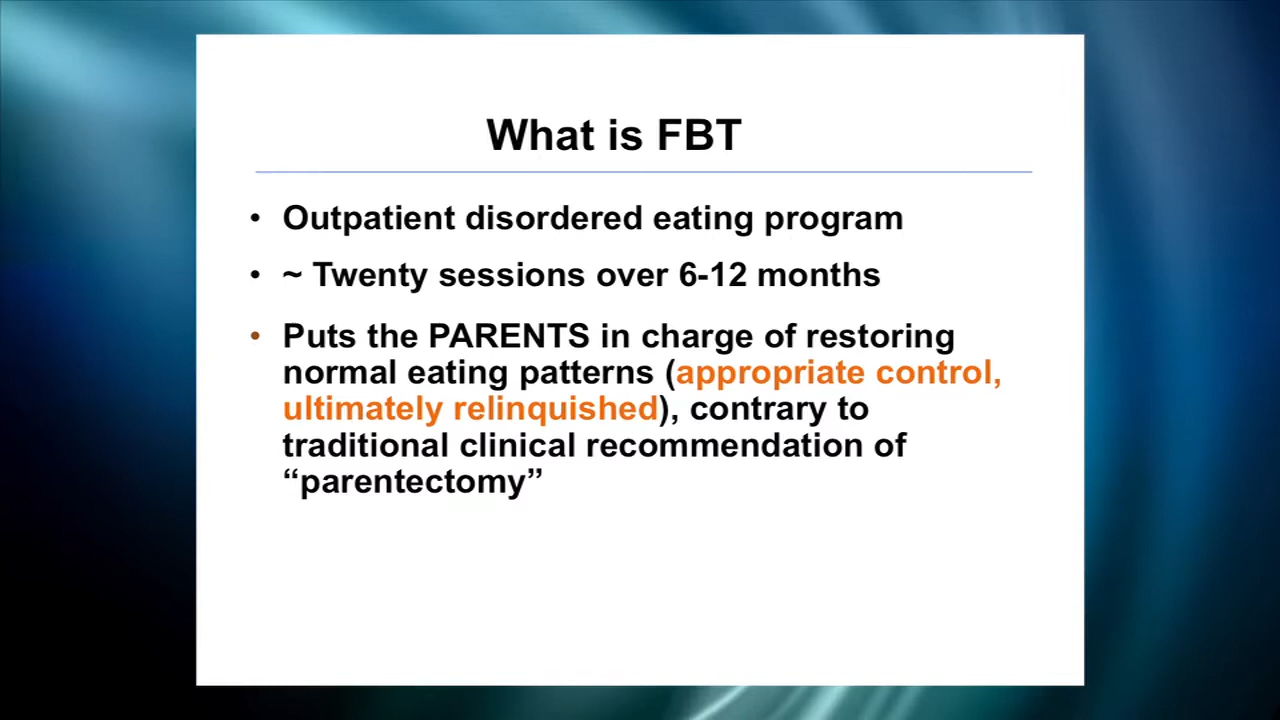 What is FBT
• Outpatient disordered eating program
• ~ Twenty sessions over 6-12 months
• Puts the PARENTS in charge of restoring
normal eating patterns (appropriate control,
ultimately relinquished), contrary to
traditional clinical recommendation of
“parentectomy”